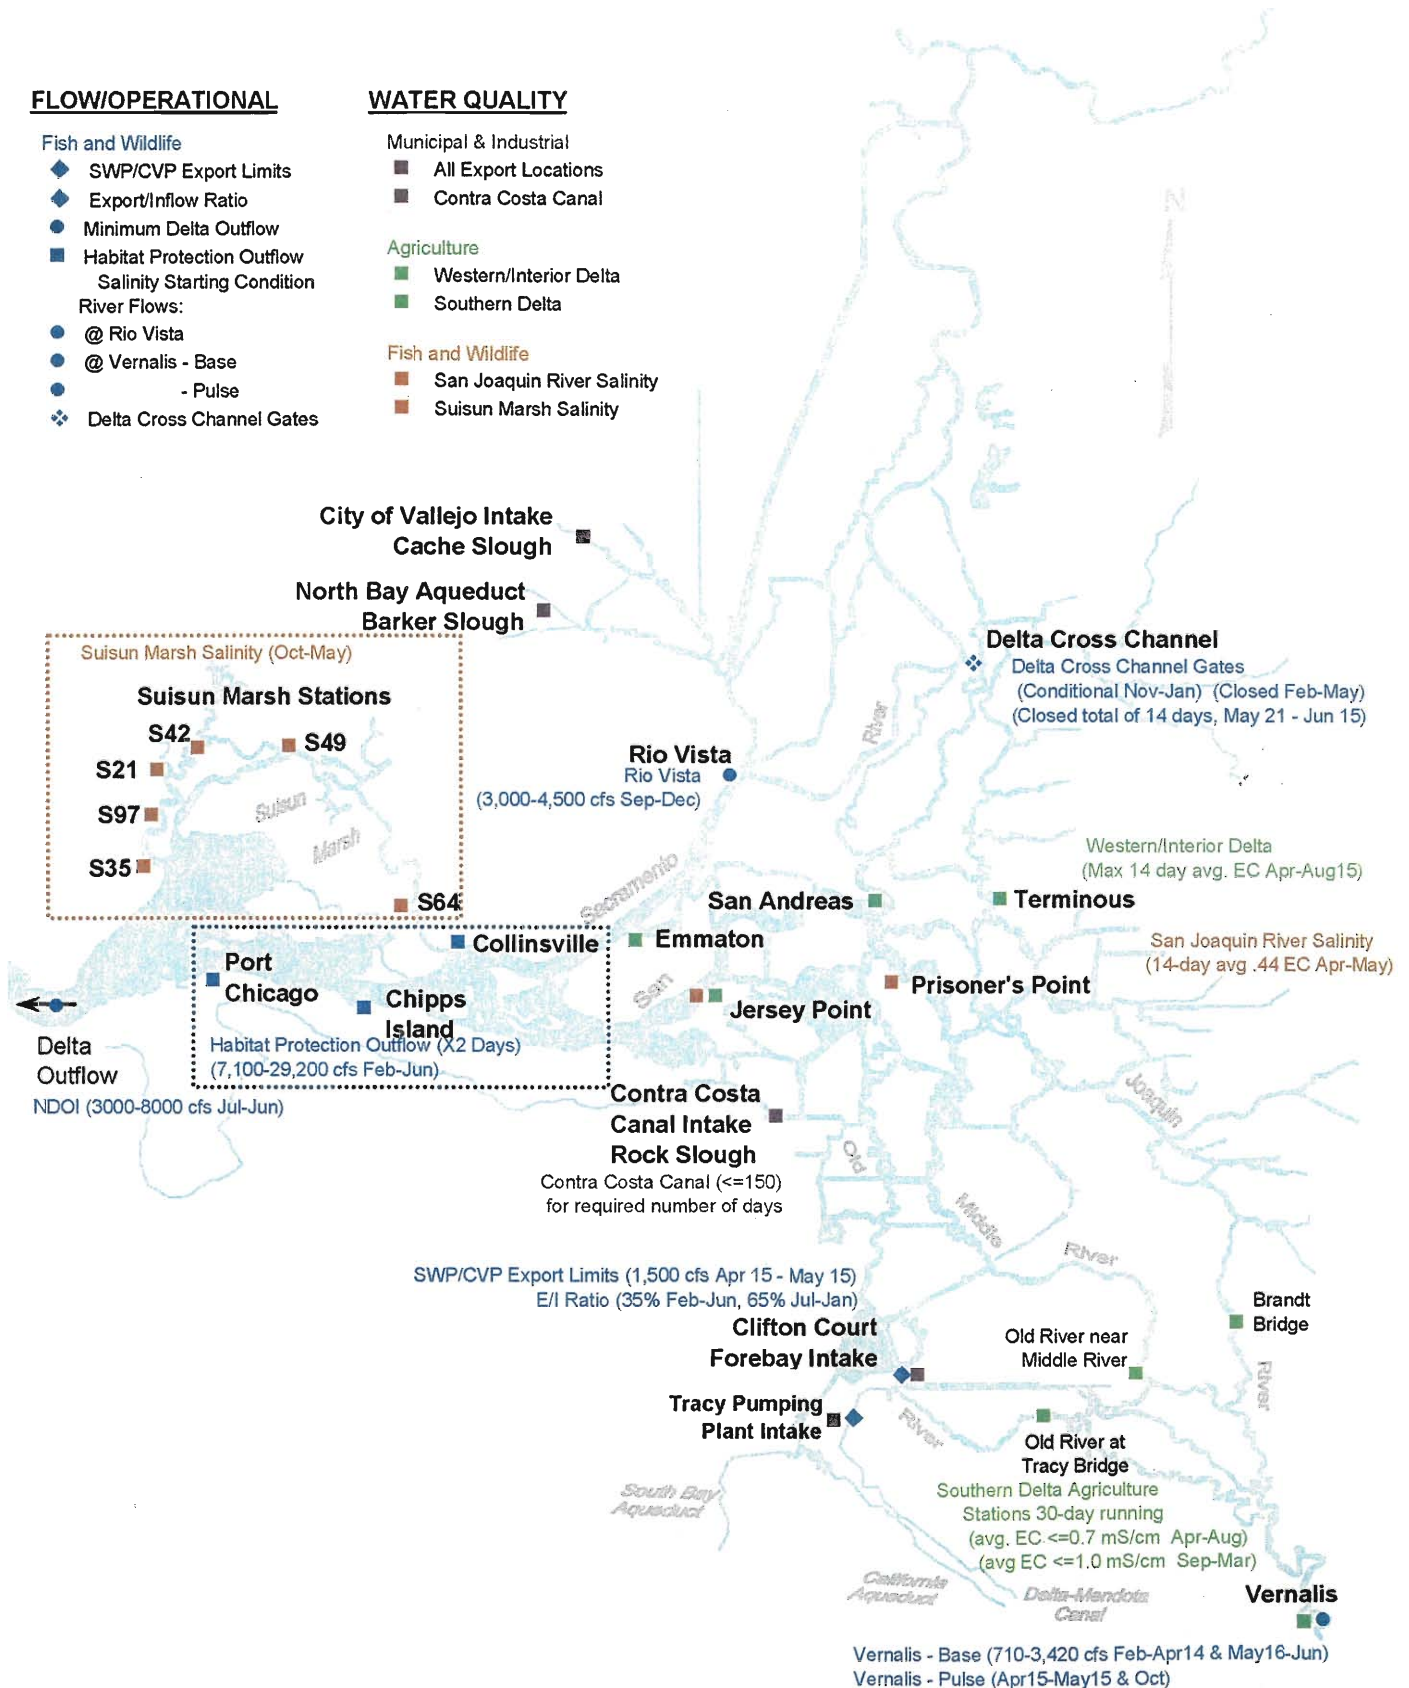 FLOW/OPERATIONAL
Fish and Wildlife
SWP/CVP Export Limits
Export/Inflow Ratio
Minimum Delta Outflow
Habitat Protection Outflow
Salinity Starting Condition
River Flows:
@ Rio Vista
@ Vernalis - Base
- Pulse
Delta Cross Channel Gates
WATER QUALITY
Municipal & Industrial
All Export Locations
Contra Costa Canal
Agriculture
Western/Interior Delta
Southern Delta
Fish and Wildlife
San Joaquin River Salinity
Suisun Marsh Salinity
N
City of Vallejo Intake
Cache Slough
North Bay Aqueduct
Barker Slough
Suisun Marsh Salinity (Oct-May)
Suisun Marsh Stations
S42
S49
S21
S97
S35
S64
Suisun
Marsh
Delta Cross Channel
Delta Cross Channel Gates
(Conditional Nov-Jan) (Closed Feb-May)
(Closed total of 14 days, May 21 - Jun 15)
River
Rio Vista
Rio Vista
(3,000-4,500 cfs Sep-Dec)
Western/Interior Delta
(Max 14 day avg. EC Apr-Aug15)
Sacramento
San Andreas
Terminous
Emmaton
San Joaquin River Salinity
(14-day avg .44 EC Apr-May)
Collinsville
Port
Chicago
Chipps
Island
San
Jersey Point
Prisoner's Point
Habitat Protection Outflow (X2 Days)
(7,100-29,200 cfs Feb-Jun)
Delta
Outflow
NDOI (3000-8000 cfs Jul-Jun)
Contra Costa
Canal Intake
Rock Slough
Contra Costa Canal (<=150)
for required number of days
Joaquin
Old
Middle
River
SWP/CVP Export Limits (1,500 cfs Apr 15 - May 15)
E/I Ratio (35% Feb-Jun, 65% Jul-Jan)
Clifton Court
Forebay Intake
Brandt
Bridge
Old River near
Middle River
River
Tracy Pumping
Plant Intake
River
Old River at
Tracy Bridge
South Bay
Aqueduct
Southern Delta Agriculture
Stations 30-day running
(avg. EC <=0.7 mS/cm Apr-Aug)
(avg EC <=1.0 mS/cm Sep-Mar)
California
Aqueduct
Delta-Mendota
Canal
Vernalis
Vernalis - Base (710-3,420 cfs Feb-Apr14 & May16-Jun)
Vernalis - Pulse (Apr15-May15 & Oct)